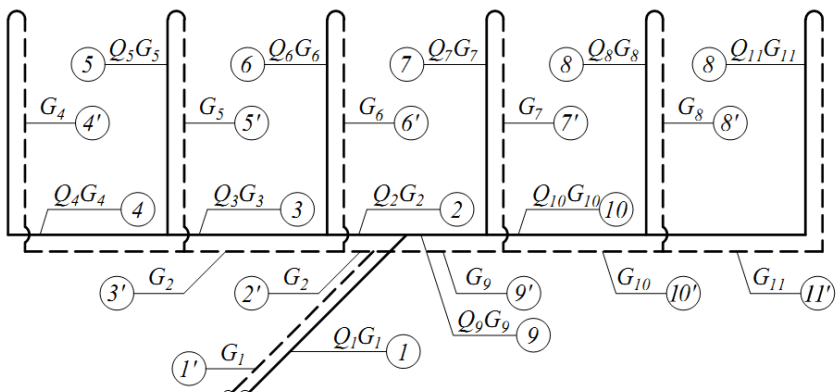 5 Q₅G₅ 6 Q₆G₆ 7 Q₇G₇ 8 Q₈G₈ 8 Q₁₁G₁₁
G₄ 4' G₅ 5' G₆ 6' G₇ 7' G₈ 8'
Q₄G₄ 4 Q₃G₃ 3 Q₂G₂ 2 Q₁₀G₁₀ 10
3' G₂ 2' G₂ G₉ 9' G₁₀ 10' G₁₁ 11'
Q₉G₉ 9
1' G₁ Q₁G₁ 1